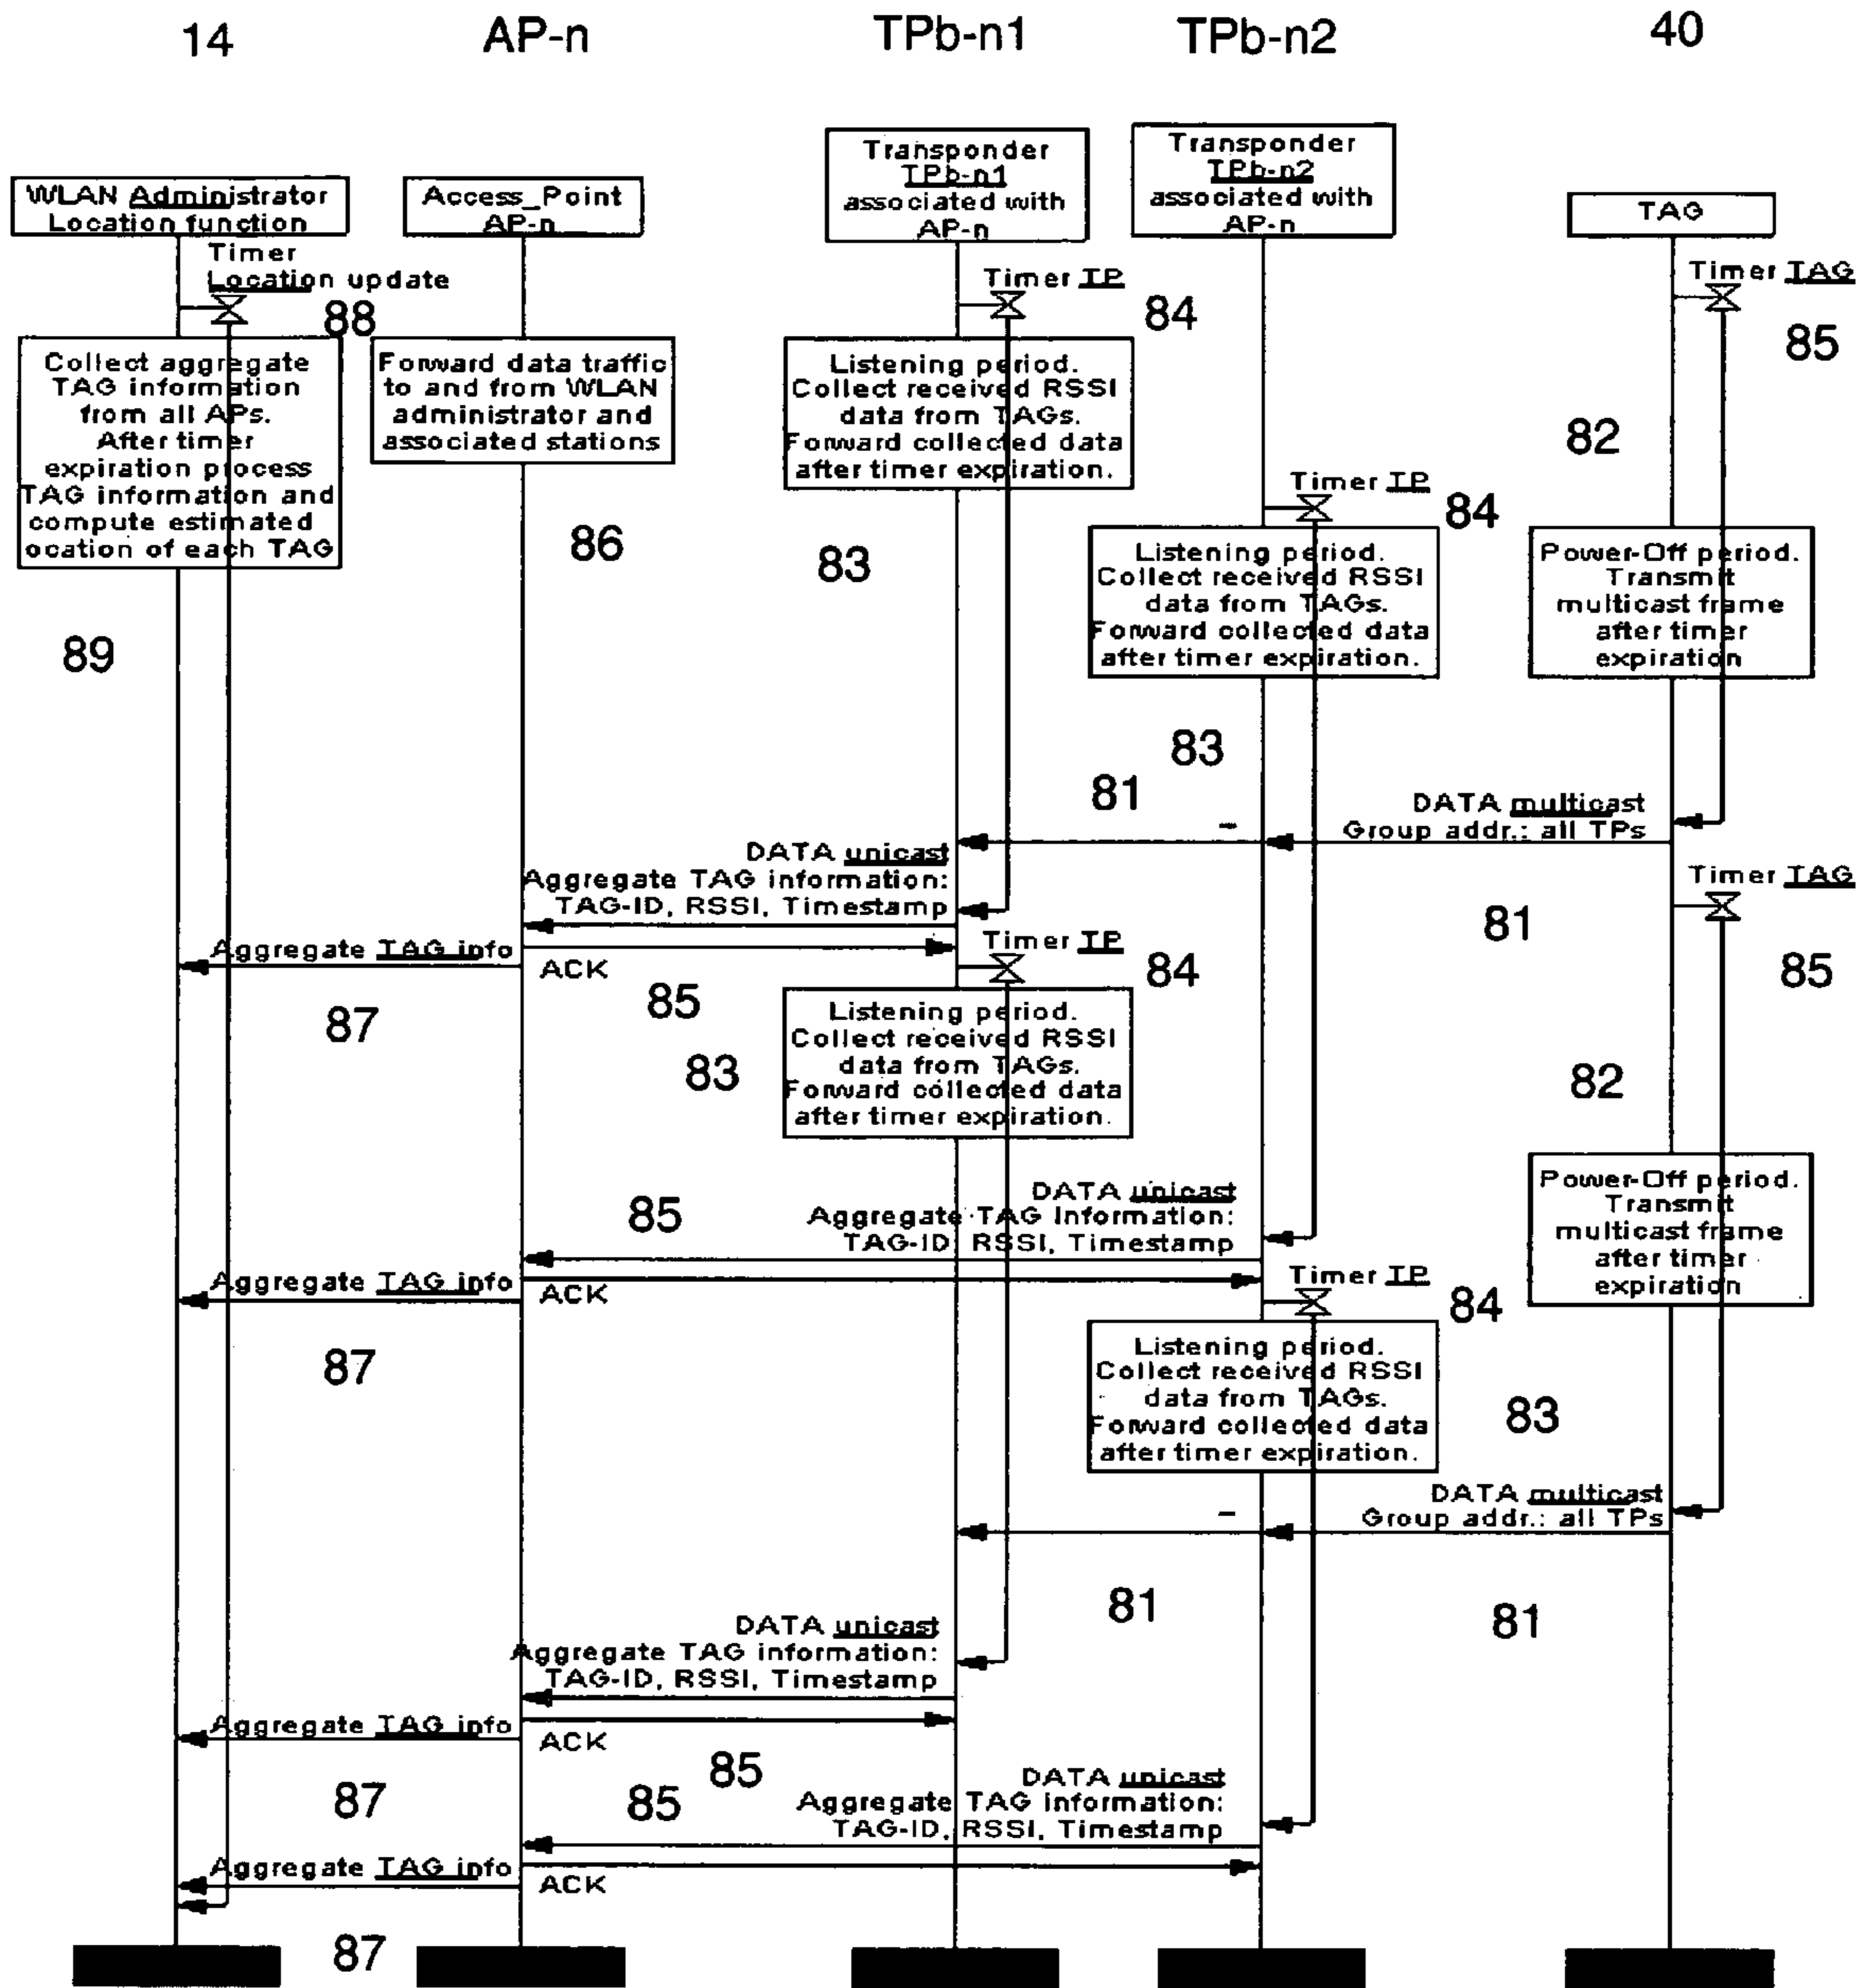 14
AP-n
TPb-n1
TPb-n2
40
WLAN Administrator
Location function
Access_Point
AP-n
Transponder
TPb-n1
associated with
AP-n
Transponder
TPb-n2
associated with
AP-n
TAG
Timer
Location update
88
Timer TP
84
Timer TAG
85
Collect aggregate
TAG information
from all APs.
After timer
expiration process
TAG information and
compute estimated
ocation of each TAG
Forward data traffic
to and from WLAN
administrator and
associated stations
Listening period.
Collect received RSSI
data from TAGs.
Forward collected data
after timer expiration.
82
Timer TP
84
86
83
Listening period.
Collect received RSSI
data from TAGs.
Forward collected data
after timer expiration.
Power-Off period.
Transmit
multicast frame
after timer
expiration
89
83
81
DATA multicast
Group addr.: all TPs
DATA unicast
Aggregate TAG information:
TAG-ID, RSSI, Timestamp
Timer TAG
81
85
Aggregate TAG info
ACK
Timer TP
84
87
85
83
Listening period.
Collect received RSSI
data from TAGs.
Forward collected data
after timer expiration.
82
85
DATA unicast
Aggregate TAG Information:
TAG-ID, RSSI, Timestamp
Power-Off period.
Transmit
multicast frame
after timer
expiration
Aggregate TAG info
ACK
Timer TP
84
87
Listening period.
Collect received RSSI
data from TAGs.
Forward collected data
after timer expiration.
83
DATA multicast
Group addr.: all TPs
81
81
DATA unicast
Aggregate TAG information:
TAG-ID, RSSI, Timestamp
Aggregate TAG info
ACK
85
87
85
DATA unicast
Aggregate TAG Information:
TAG-ID, RSSI, Timestamp
Aggregate TAG info
ACK
87